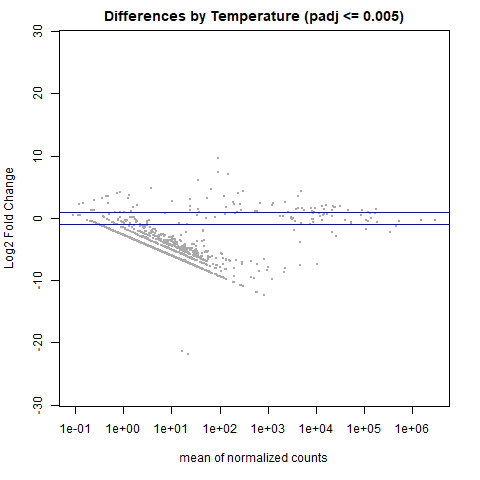 Differences by Temperature (padj <= 0.005)
Log2 Fold Change
30
20
10
0
-10
-20
-30
1e-01
1e+00
1e+01
1e+02
1e+03
1e+04
1e+05
1e+06
mean of normalized counts